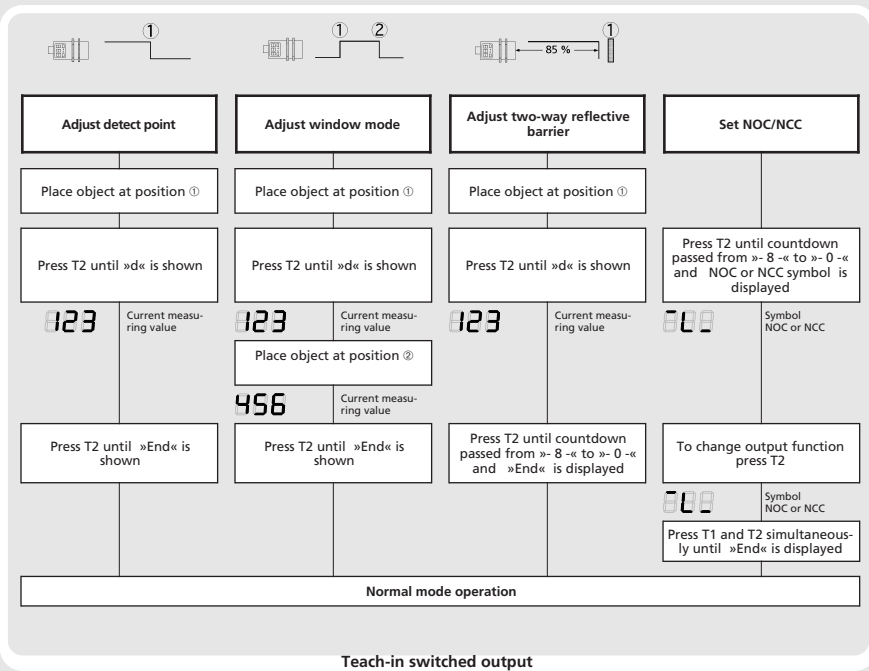 ①
① ②
①
85 %
Adjust detect point
Place object at position ①
Press T2 until »d« is shown
123
Current measu-
ring value
Press T2 until »End« is
shown
Adjust window mode
Place object at position ①
Press T2 until »d« is shown
123
Current measu-
ring value
Place object at position ②
456
Current measu-
ring value
Press T2 until »End« is
shown
Adjust two-way reflective
barrier
Place object at position ①
Press T2 until »d« is shown
123
Current measu-
ring value
Press T2 until countdown
passed from »- 8 -« to »- 0 -«
and »End« is displayed
Set NOC/NCC
Press T2 until countdown
passed from »- 8 -« to »- 0 -«
and NOC or NCC symbol is
displayed
Symbol
NOC or NCC
To change output function
press T2
Symbol
NOC or NCC
Press T1 and T2 simultaneous-
ly until »End« is displayed
Normal mode operation
Teach-in switched output